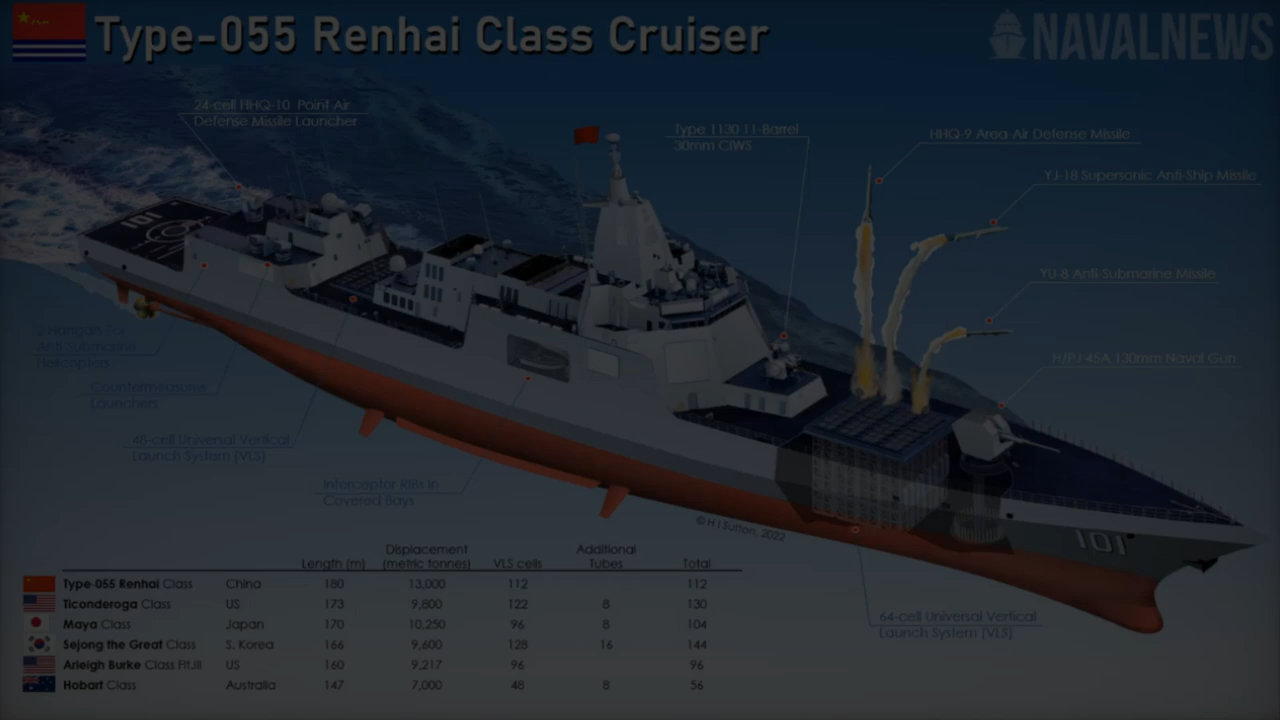 Type-055 Renhai Class Cruiser
NAVALNEWS
24-cell HHQ-10 Point Air
Defense Missile Launcher
Type 1130 11-Barrel
30mm CIWS
HHQ-9 Area-Air Defense Missile
YJ-18 Supersonic Anti-Ship Missile
YU-8 Anti-Submarine Missile
H/PJ 45A 130mm Naval Gun
101
2 Hangars For
Anti-Submarine
Helicopters
Countermeasures
Launchers
48-cell Universal Vertical
Launch System (VLS)
Interceptor RIBs In
Covered Bays
© H I Sutton, 2022
101
64-cell Universal Vertical
Launch System (VLS)
Length (m) Displacement (metric tonnes) VLS cells Additional Tubes Total
Type-055 Renhai Class China 180 13,000 112 112
Ticonderoga Class US 173 9,800 122 8 130
Maya Class Japan 170 10,250 96 8 104
Sejong the Great Class S. Korea 166 9,600 128 16 144
Arleigh Burke Class Flt.III US 160 9,217 96 96
Hobart Class Australia 147 7,000 48 8 56